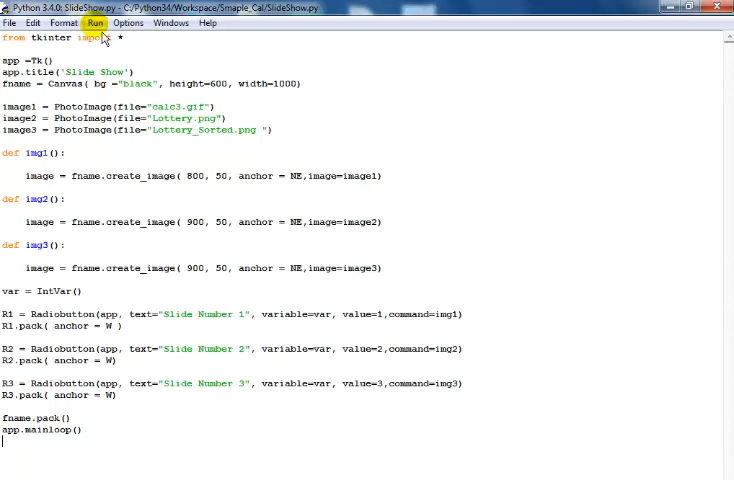 Python 3.4.0: SlideShow.py - C:/Python34/Workspace/Smaple_Cal/SlideShow.py
File Edit Format Run Options Windows Help
from tkinter import *
app =Tk()
app.title('Slide Show')
fname = Canvas( bg ="black", height=600, width=1000)
image1 = PhotoImage(file="calc3.gif")
image2 = PhotoImage(file="Lottery.png")
image3 = PhotoImage(file="Lottery_Sorted.png ")
def img1():
image = fname.create_image( 800, 50, anchor = NE,image=image1)
def img2():
image = fname.create_image( 900, 50, anchor = NE,image=image2)
def img3():
image = fname.create_image( 900, 50, anchor = NE,image=image3)
var = IntVar()
R1 = Radiobutton(app, text="Slide Number 1", variable=var, value=1,command=img1)
R1.pack( anchor = W )
R2 = Radiobutton(app, text="Slide Number 2", variable=var, value=2,command=img2)
R2.pack( anchor = W)
R3 = Radiobutton(app, text="Slide Number 3", variable=var, value=3,command=img3)
R3.pack( anchor = W)
fname.pack()
app.mainloop()